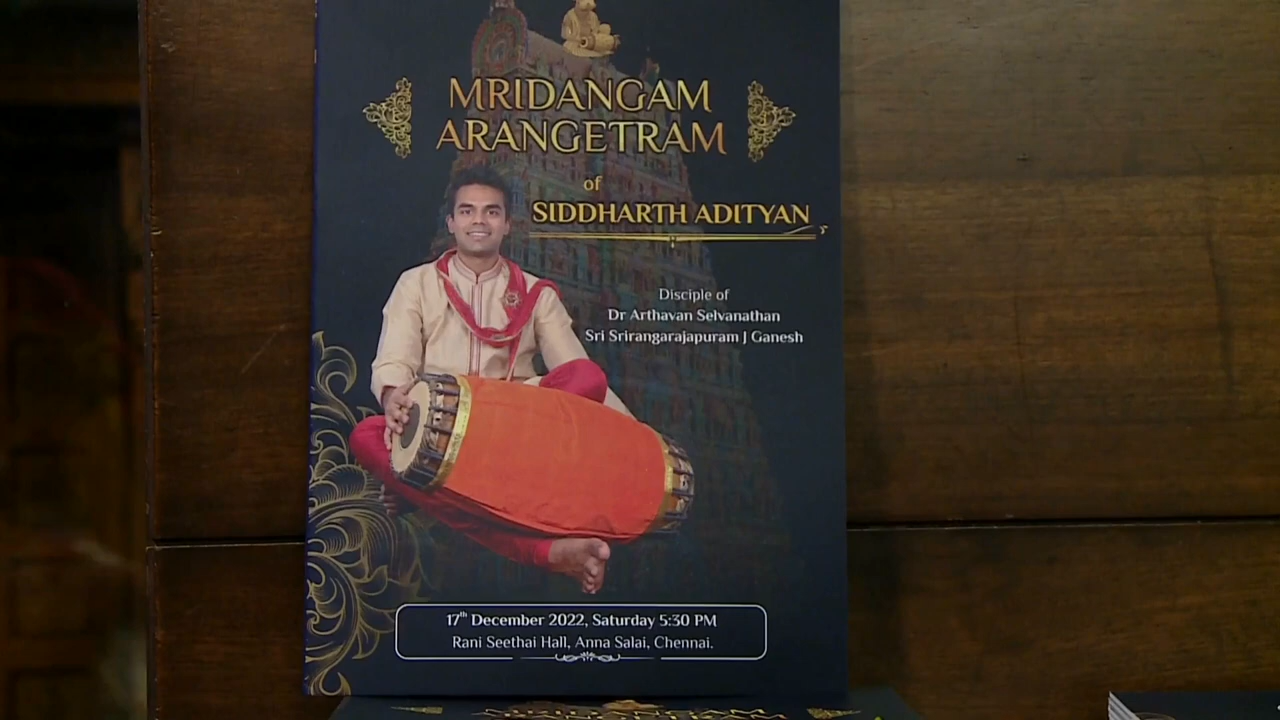 MRIDANGAM
ARANGETRAM
of
SIDDHARTH ADITYAN
Disciple of
Dr Arthavan Selvanathan
Sri Srirangarajapuram J Ganesh
17th December 2022, Saturday 5:30 PM
Rani Seethai Hall, Anna Salai, Chennai.
MRIDANGAM